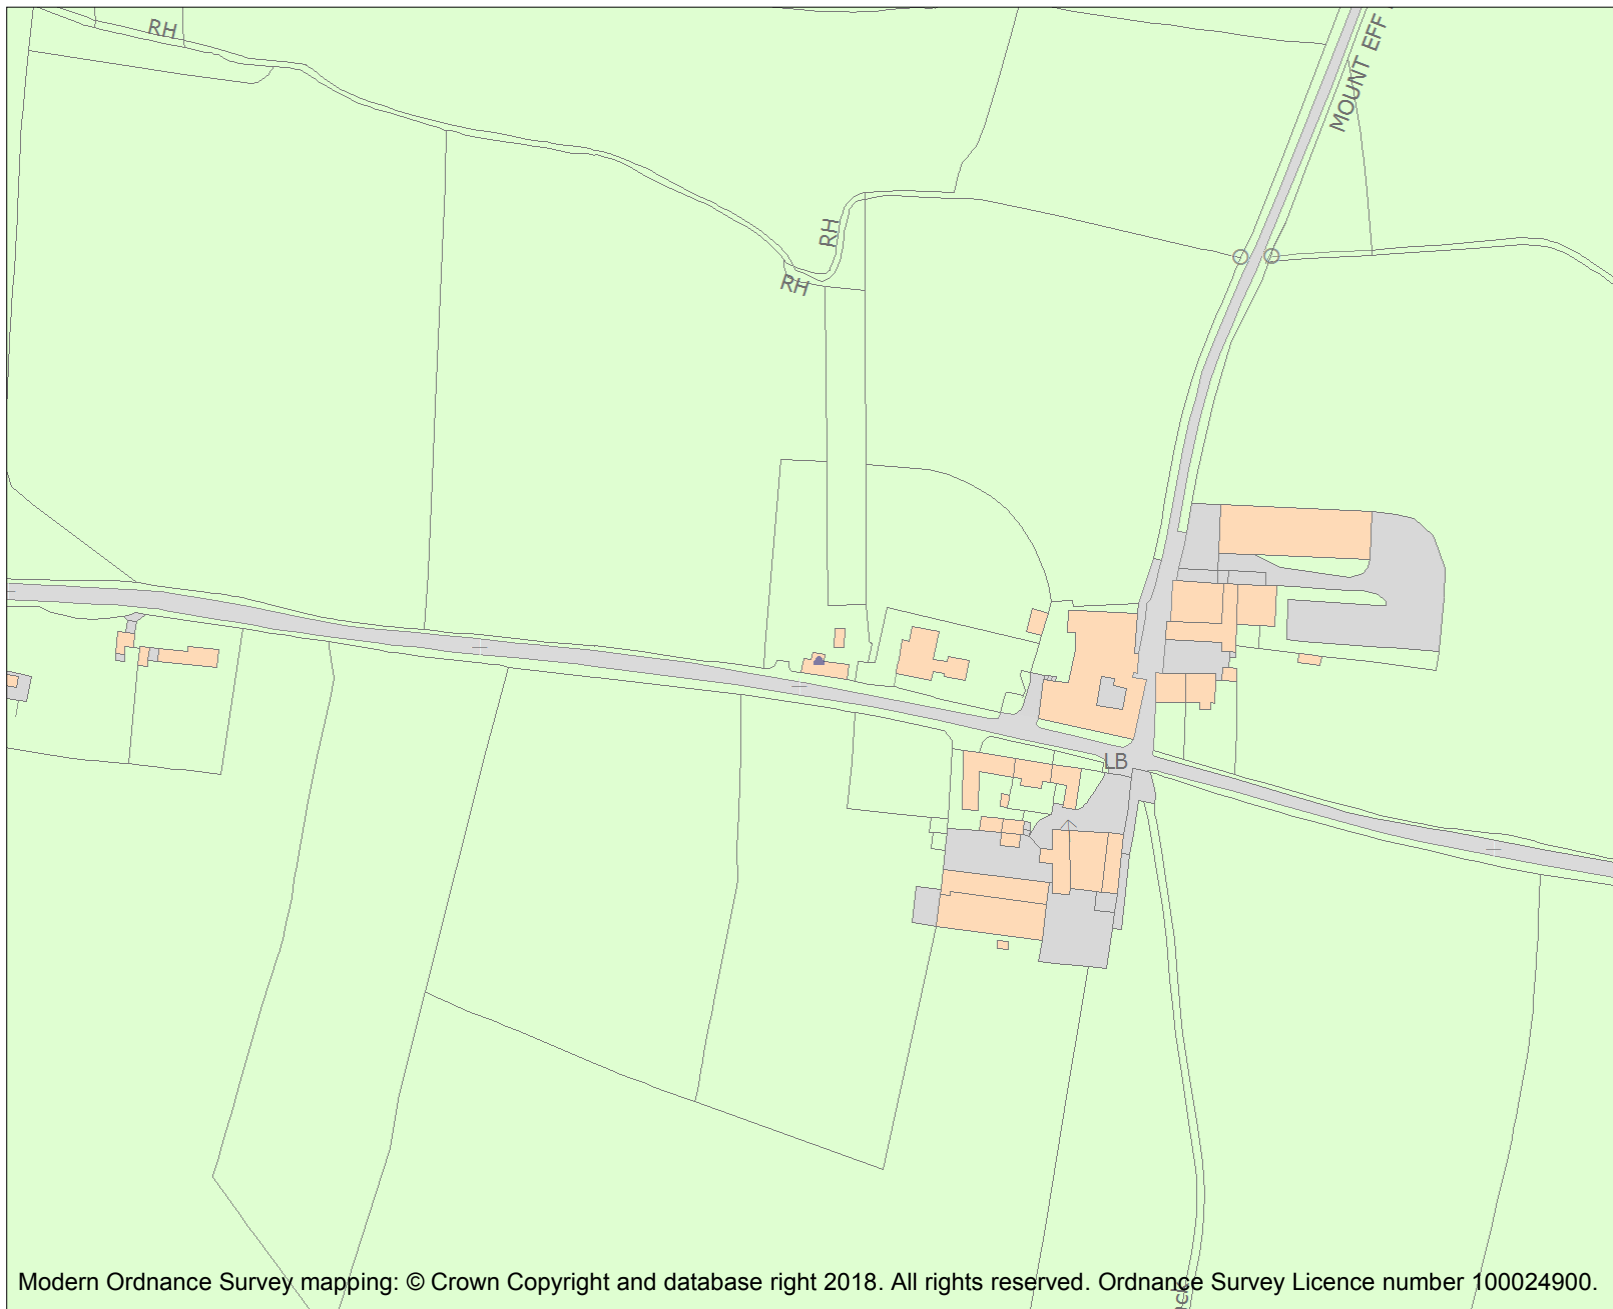 RH
MOUNT EFF
RH
RH
LB
Modern Ordnance Survey mapping: © Crown Copyright and database right 2018. All rights reserved. Ordnance Survey Licence number 100024900.